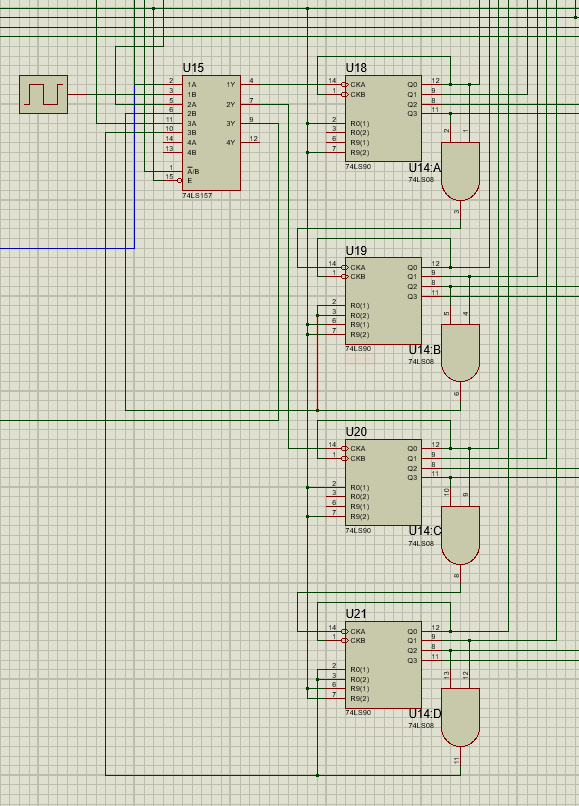 U15
2 1A 1Y 4
3 1B
5 2A 2Y 7
6 2B
11 3A 3Y 9
10 3B
14 4A 4Y 12
13 4B
1 A/B
15 E
74LS157
U18
14 CKA Q0 12
1 CKB Q1 9
Q2 8
Q3 11
2 R0(1)
3 R0(2)
6 R9(1)
7 R9(2)
74LS90
2 1
U14:A
74LS08
3
U19
14 CKA Q0 12
1 CKB Q1 9
Q2 8
Q3 11
2 R0(1)
3 R0(2)
6 R9(1)
7 R9(2)
74LS90
5 4
U14:B
74LS08
6
U20
14 CKA Q0 12
1 CKB Q1 9
Q2 8
Q3 11
2 R0(1)
3 R0(2)
6 R9(1)
7 R9(2)
74LS90
10 9
U14:C
74LS08
8
U21
14 CKA Q0 12
1 CKB Q1 9
Q2 8
Q3 11
2 R0(1)
3 R0(2)
6 R9(1)
7 R9(2)
74LS90
13 12
U14:D
74LS08
11